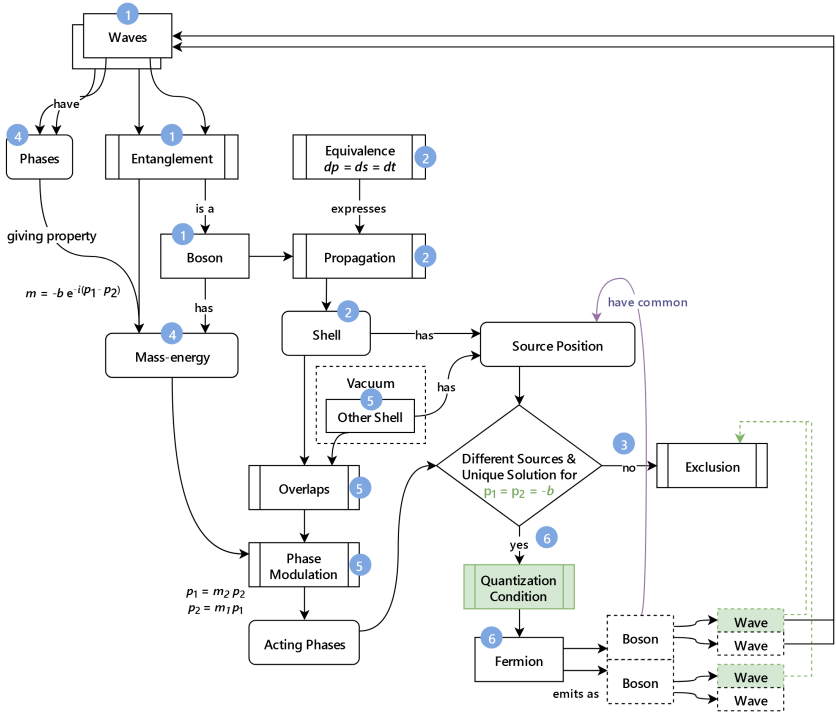 1
Waves
have
4
Phases
1
Entanglement
Equivalence
dp = ds = dt
2
is a
expresses
giving property
1
Boson
Propagation
2
m = -b e^-i(p₁- p₂)
has
have common
2
Shell
has
Source Position
4
Mass-energy
Vacuum
has
5
Other Shell
3
Different Sources &
Unique Solution for
p₁ = p₂ = -b
no
Exclusion
Overlaps
5
yes
6
Phase
Modulation
5
Quantization
Condition
p₁ = m₂ p₂
p₂ = m₁p₁
Acting Phases
6
Fermion
emits as
Boson
Wave
Wave
Boson
Wave
Wave